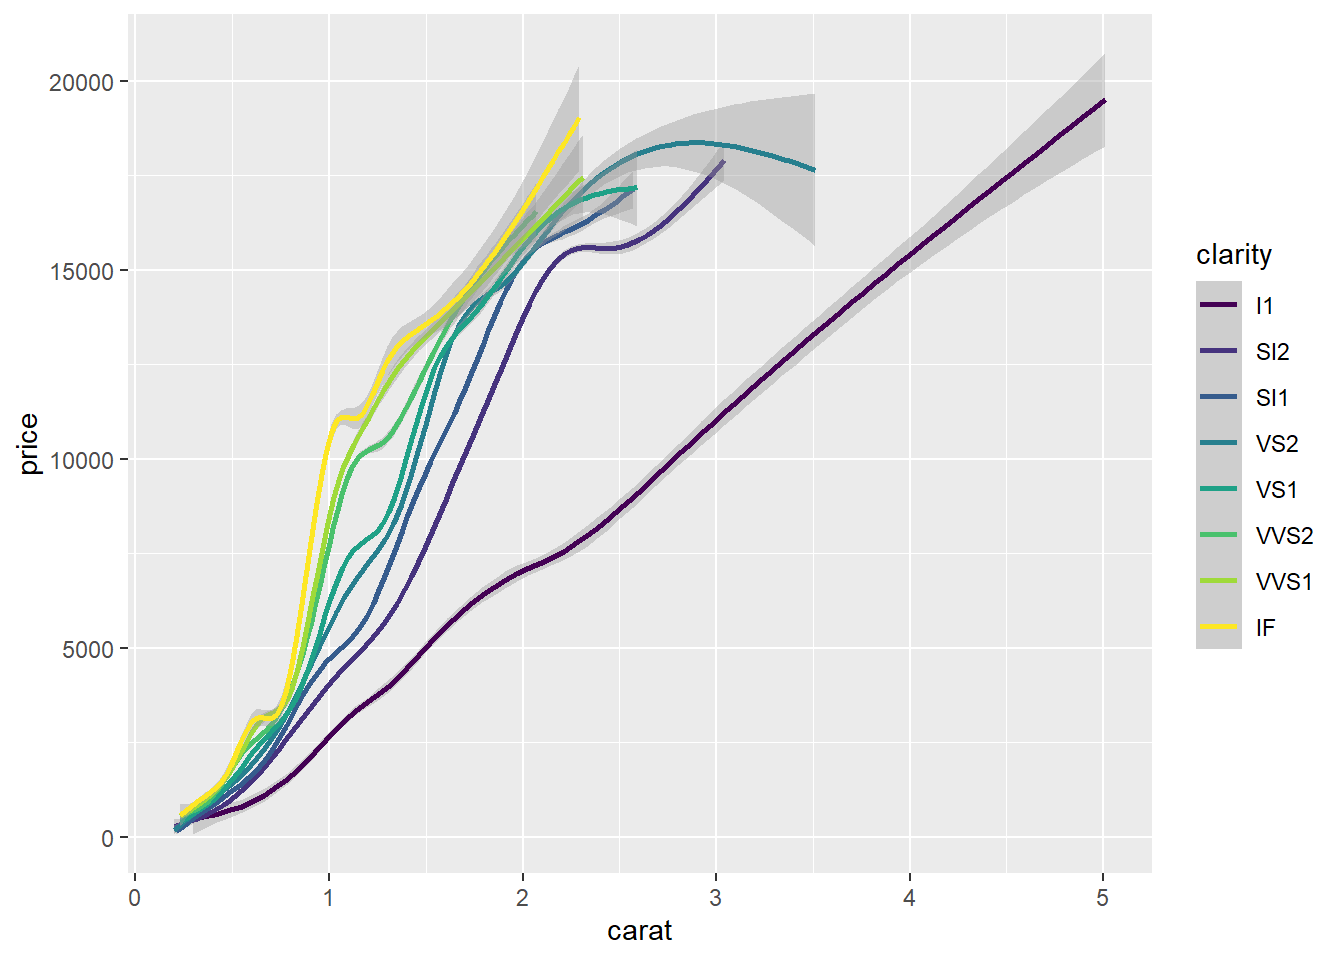 20000
15000
10000
5000
0
price
0 1 2 3 4 5
carat
clarity
I1
SI2
SI1
VS2
VS1
VVS2
VVS1
IF